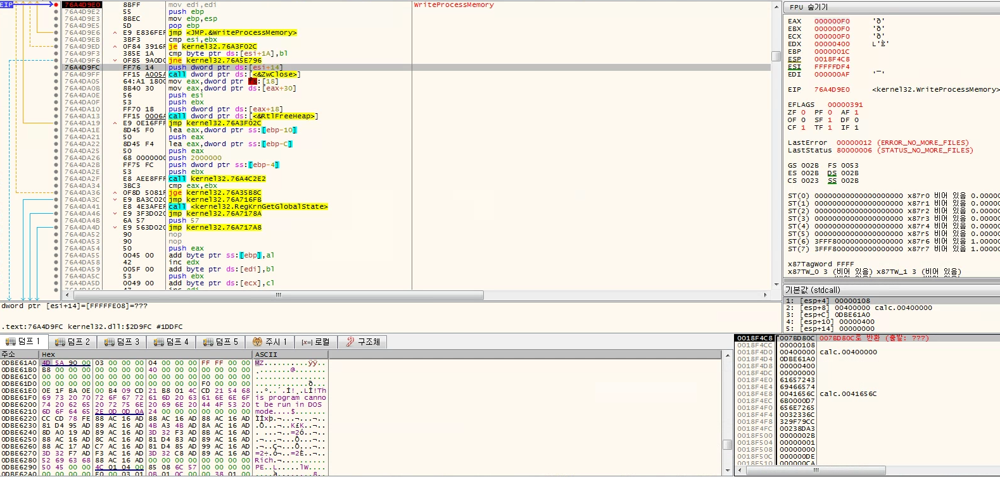 EIP
76A4D9E0 8BFF mov edi,edi WriteProcessMemory
76A4D9E2 55 push ebp
76A4D9E3 8BEC mov ebp,esp
76A4D9E5 5D pop ebp
76A4D9E6 E9 E836FEF jmp <JMP.&WriteProcessMemory>
76A4D9EB 3BF3 cmp esi,ebx
76A4D9ED 0F84 3916F je kernel32.76A3F02C
76A4D9F3 385E 1A cmp byte ptr ds:[esi+1A],bl
76A4D9F6 0F85 9A0D0 jne kernel32.76A5E796
76A4D9FC FF76 14 push dword ptr ds:[esi+14]
76A4D9FF FF15 A005A call dword ptr ds:[<&ZwClose>]
76A4DA05 64:A1 1800 mov eax,dword ptr fs:[18]
76A4DA0B 8B40 30 mov eax,dword ptr ds:[eax+30]
76A4DA0E 56 push esi
76A4DA0F 53 push ebx
76A4DA10 FF70 18 push dword ptr ds:[eax+18]
76A4DA13 FF15 0006A call dword ptr ds:[<&RtlFreeHeap>]
76A4DA19 E9 0E16FFF jmp kernel32.76A3F02C
76A4DA1E 8D45 F0 lea eax,dword ptr ss:[ebp-10]
76A4DA21 50 push eax
76A4DA22 8D45 F4 lea eax,dword ptr ss:[ebp-C]
76A4DA25 50 push eax
76A4DA26 68 0000000 push 2000000
76A4DA2B FF75 FC push dword ptr ss:[ebp-4]
76A4DA2E 53 push ebx
76A4DA2F E8 AEE8FFF call kernel32.76A4C2E2
76A4DA34 3BC3 cmp eax,ebx
76A4DA36 0F8D 5081F jge kernel32.76A35B8C
76A4DA3C E9 BA3C020 jmp kernel32.76A716FB
76A4DA41 E8 4E3AFEF call <kernel32.RegKrnGetGlobalState>
76A4DA46 E9 3F3D020 jmp kernel32.76A7178A
76A4DA4B 6A 57 push 57
76A4DA4D E9 563D020 jmp kernel32.76A717A8
76A4DA52 90 nop
76A4DA53 90 nop
76A4DA54 50 push eax
76A4DA55 0045 00 add byte ptr ss:[ebp],al
76A4DA58 42 inc edx
76A4DA59 005F 00 add byte ptr ds:[edi],bl
76A4DA5C 53 push ebx
76A4DA5D 0049 00 add byte ptr ds:[ecx],cl
FPU 숨기기
EAX 000000F0 'ð'
EBX 000000F0 'ð'
ECX 000000F0 'ð'
EDX 00000400 L'Ѐ'
EBP 0000001C
ESP 0018F4C8
ESI FFFFFDF4
EDI 000000AF '¯'
EIP 76A4D9E0 <kernel32.WriteProcessMemory>
EFLAGS 00000391
ZF 0 PF 0 AF 1
OF 0 SF 1 DF 0
CF 1 TF 1 IF 1
LastError 00000012 (ERROR_NO_MORE_FILES)
LastStatus 80000006 (STATUS_NO_MORE_FILES)
GS 002B FS 0053
ES 002B DS 002B
CS 0023 SS 002B
ST(0) 00000000000000000000 x87r0 비어 있음 0.00000
ST(1) 00000000000000000000 x87r1 비어 있음 0.00000
ST(2) 00000000000000000000 x87r2 비어 있음 0.00000
ST(3) 00000000000000000000 x87r3 비어 있음 0.00000
ST(4) 00000000000000000000 x87r4 비어 있음 0.00000
ST(5) 00000000000000000000 x87r5 비어 있음 0.00000
ST(6) 3FFF8000000000000000 x87r6 비어 있음 1.00000
ST(7) 3FFF8000000000000000 x87r7 비어 있음 1.00000
x87TagWord FFFF
x87TW_0 3 (비어 있음) x87TW_1 3 (비어 있음)
기본값 (stdcall)
1: [esp+4] 00000108
2: [esp+8] 00400000 calc.00400000
3: [esp+C] 0DBE61A0
4: [esp+10] 00000400
5: [esp+14] 00000000
dword ptr [esi+14]=[FFFFFE08]=???
.text:76A4D9FC kernel32.dll:$2D9FC #1DDFC
덤프 1 덤프 2 덤프 3 덤프 4 덤프 5 주시 1 [x=] 로컬 구조체
주소 Hex ASCII
0DBE61A0 4D 5A 90 00 03 00 00 00 04 00 00 00 FF FF 00 00 MZ..........ÿÿ..
0DBE61B0 B8 00 00 00 00 00 00 00 40 00 00 00 00 00 00 00 ¸.......@.......
0DBE61C0 00 00 00 00 00 00 00 00 00 00 00 00 00 00 00 00 ................
0DBE61D0 00 00 00 00 00 00 00 00 00 00 00 00 F0 00 00 00 ............ð...
0DBE61E0 0E 1F BA 0E 00 B4 09 CD 21 B8 01 4C CD 21 54 68 ..º..´.Í!¸.LÍ!Th
0DBE61F0 69 73 20 70 72 6F 67 72 61 6D 20 63 61 6E 6E 6F is program canno
0DBE6200 74 20 62 65 20 72 75 6E 20 69 6E 20 44 4F 53 20 t be run in DOS
0DBE6210 6D 6F 64 65 2E 0D 0D 0A 24 00 00 00 00 00 00 00 mode....$.......
0DBE6220 CC CD 78 FE 88 AC 16 AD 88 AC 16 AD 88 AC 16 AD ÌÍxþ.¬..¬..¬.
0DBE6230 81 D4 95 AD 89 AC 16 AD 4B A3 4B AD 8A AC 16 AD
0DBE6240 8D A0 19 AD 89 AC 16 AD 3D 32 F3 AD 8B AC 16 AD
0DBE6250 88 AC 16 AD 8C AC 16 AD 81 D4 83 AD 89 AC 16 AD
0DBE6260 88 AC 17 AD C7 AC 16 AD 81 D4 85 AD 99 AC 16 AD
0DBE6270 3D 32 F7 AD F3 AC 16 AD 3D 32 C8 AD 89 AC 16 AD
0DBE6280 52 69 63 68 88 AC 16 AD 00 00 00 00 00 00 00 00 Rich.¬..........
0DBE6290 50 45 00 00 4C 01 04 00 85 08 6C 57 00 00 00 00 PE..L.....lW....
0DBE62A0 00 00 00 00 E0 00 03 01 0B 01 0C 00 00 38 01 00
0018F4C8 007BD80C 007BD80C로 반환 (출발: ???)
0018F4CC 00000108
0018F4D0 00400000 calc.00400000
0018F4D4 0DBE61A0
0018F4D8 00000400
0018F4DC 00000000
0018F4E0 61657243
0018F4E4 69466574
0018F4E8 0041656C calc.0041656C
0018F4EC 6B0000D7
0018F4F0 656E7265
0018F4F4 0032336C
0018F4F8 329F79CC
0018F4FC 00238DA3
0018F500 0000002B
0018F504 00000001
0018F508 00000000
0018F50C 000000DE
0018F510 000000CA